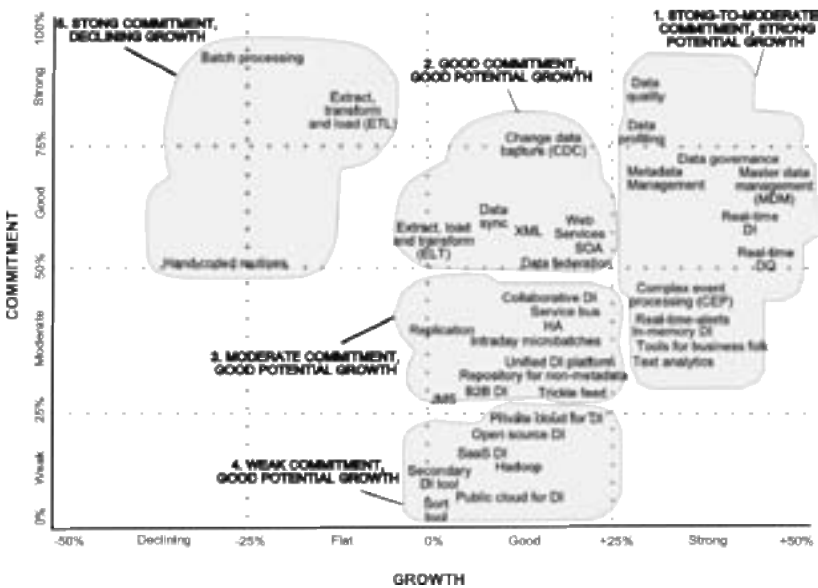 5. STONG COMMITMENT,
DECLINING GROWTH
1. STONG-TO-MODERATE
COMMITMENT, STRONG
POTENTIAL GROWTH
2. GOOD COMMITMENT,
GOOD POTENTIAL GROWTH
100%
Strong
75%
Good
50%
Moderate
25%
Weak
0%
COMMITMENT
Batch processing
Extract,
transform
and load (ETL)
Hand-coded routines
Change data
capture (CDC)
Data
sync
XML
Web
Services
SOA
Extract, load
and transform
(ELT)
Data federation
Data
quality
Data
profiling
Data governance
Metadata
Management
Master data
management
(MDM)
Real-time
DI
Real-time
DQ
Complex event
processing (CEP)
Real-time-alerts
In-memory DI
Tools for business folk
Text analytics
3. MODERATE COMMITMENT,
GOOD POTENTIAL GROWTH
Collaborative DI
Service bus
HA
Replication
Intraday microbatches
Unified DI platform
Repository for non-metadata
JMS
B2B DI
Trickle feed
4. WEAK COMMITMENT,
GOOD POTENTIAL GROWTH
Private cloud for DI
Open source DI
SaaS DI
Hadoop
Secondary
DI tool
Public cloud for DI
Sort
tool
-50%
Declining
-25%
Flat
0%
Good
+25%
Strong
+50%
GROWTH